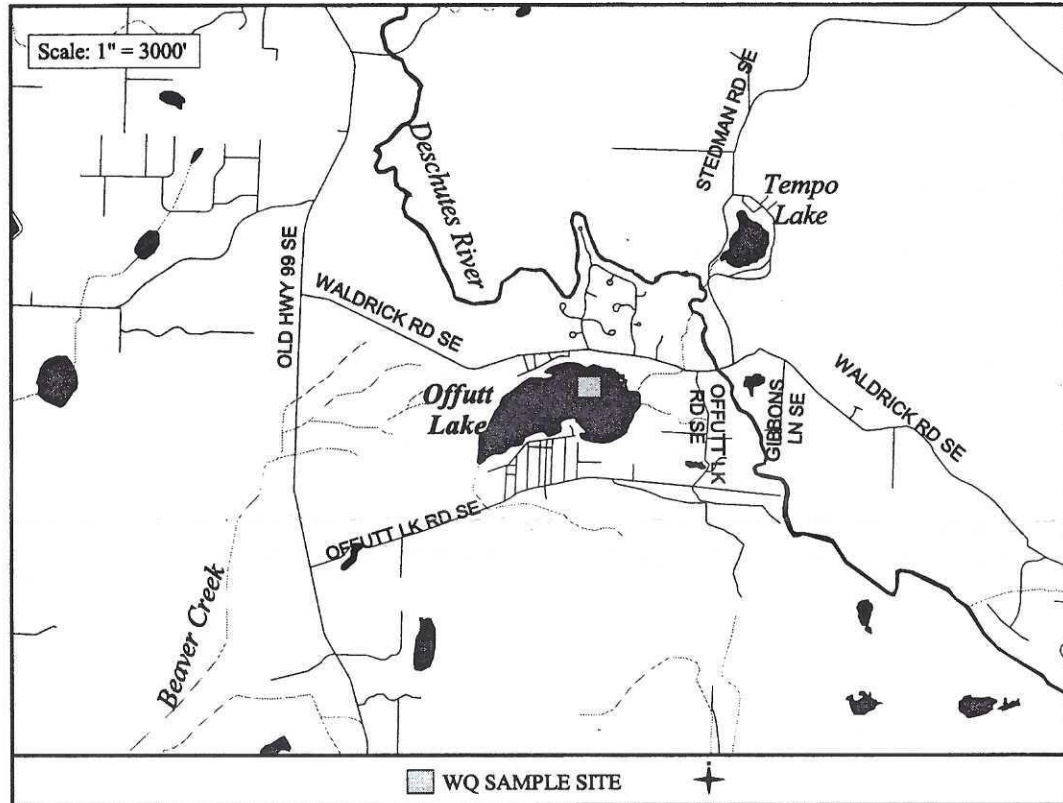 Scale: 1" = 3000'
Deschutes River
STEDMAN RD SE
Tempo
Lake
OLD HWY 99 SE
WALDRICK RD SE
Offutt
Lake
OFFUTT LK
RD SE
GIBBONS
LN SE
WALDRICK RD SE
OFFUTT LK RD SE
Beaver Creek
WQ SAMPLE SITE